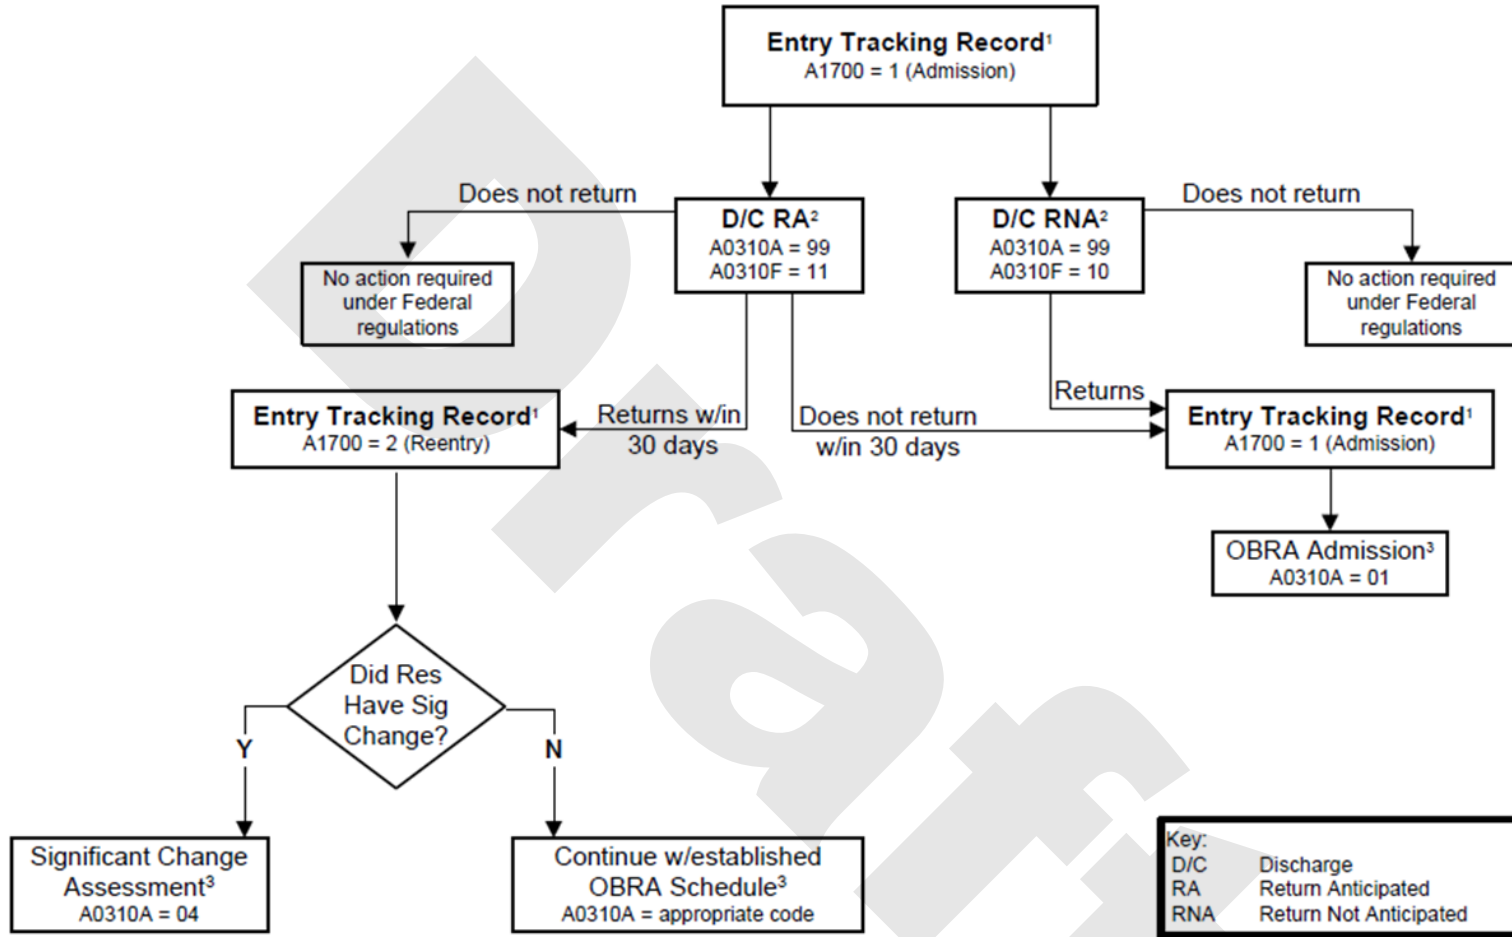 Entry Tracking Record¹
A1700 = 1 (Admission)
Does not return
D/C RA²
A0310A = 99
A0310F = 11
D/C RNA²
A0310A = 99
A0310F = 10
Does not return
No action required
under Federal
regulations
No action required
under Federal
regulations
Entry Tracking Record¹
A1700 = 2 (Reentry)
Returns w/in
30 days
Does not return
w/in 30 days
Returns
Entry Tracking Record¹
A1700 = 1 (Admission)
OBRA Admission³
A0310A = 01
Did Res
Have Sig
Change?
Y
N
Significant Change
Assessment³
A0310A = 04
Continue w/established
OBRA Schedule³
A0310A = appropriate code
Key:
D/C Discharge
RA Return Anticipated
RNA Return Not Anticipated
Draf